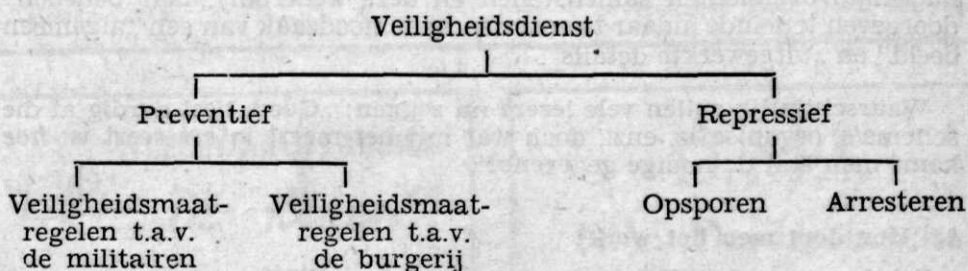 Veiligheidsdienst
Preventief
Repressief
Veiligheidsmaat-
regelen t.a.v.
de militairen
Veiligheidsmaat-
regelen t.a.v.
de burgerij
Opsporen
Arresteren